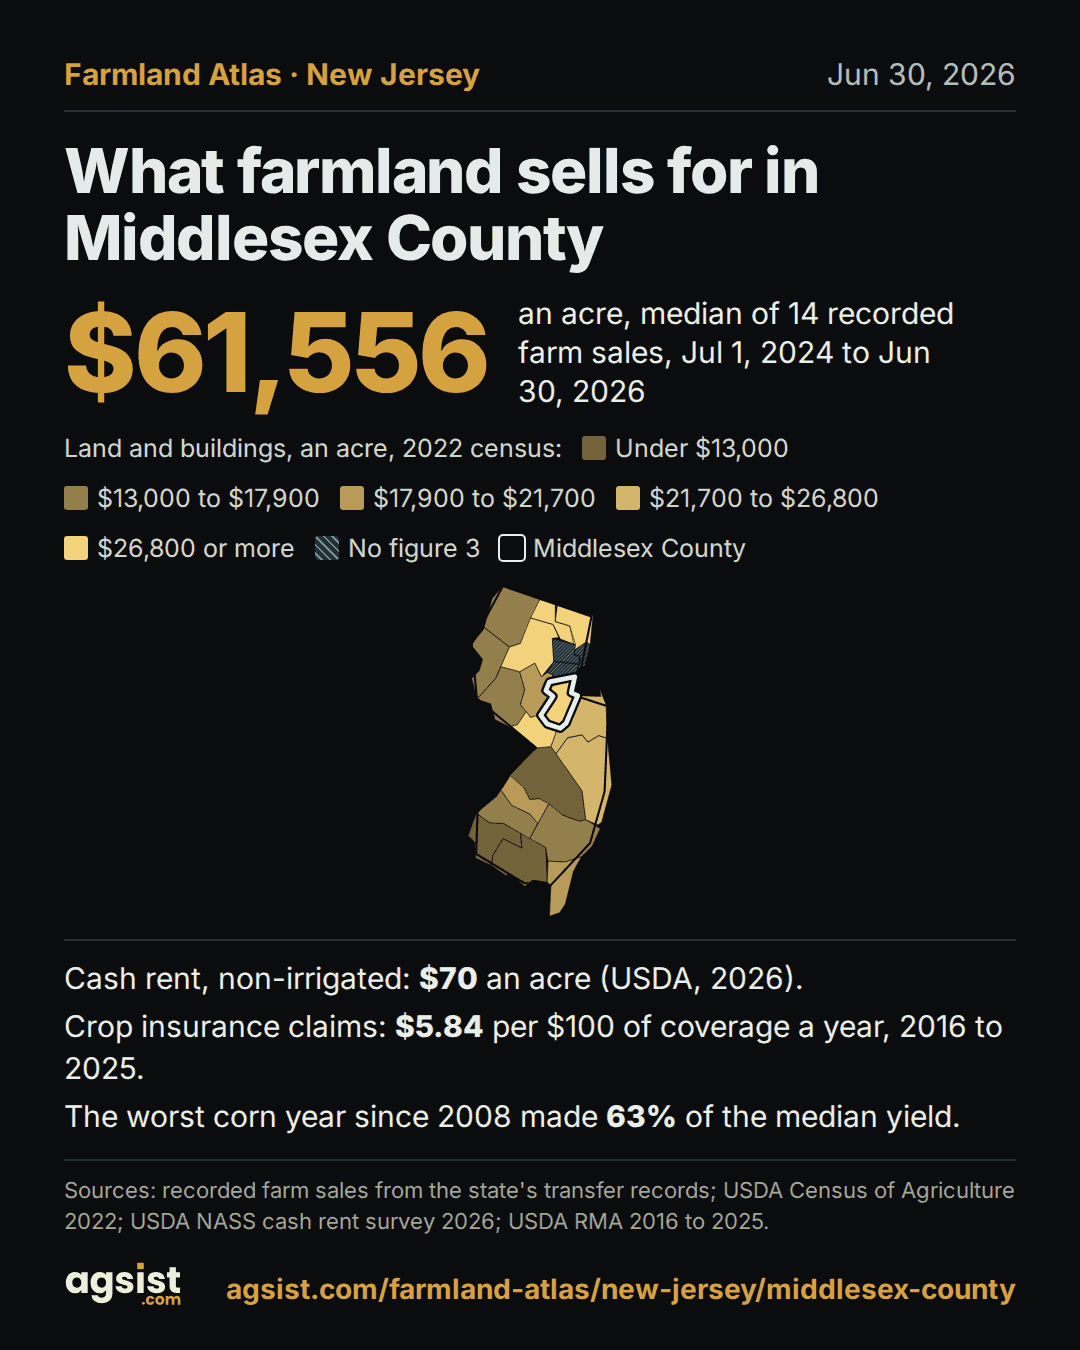 Farmland Atlas · New Jersey
Jun 30, 2026
What farmland sells for in
Middlesex County
$61,556
an acre, median of 14 recorded
farm sales, Jul 1, 2024 to Jun
30, 2026
Land and buildings, an acre, 2022 census: Under $13,000
$13,000 to $17,900 $17,900 to $21,700 $21,700 to $26,800
$26,800 or more No figure 3 Middlesex County
Cash rent, non-irrigated: $70 an acre (USDA, 2026).
Crop insurance claims: $5.84 per $100 of coverage a year, 2016 to
2025.
The worst corn year since 2008 made 63% of the median yield.
Sources: recorded farm sales from the state's transfer records; USDA Census of Agriculture
2022; USDA NASS cash rent survey 2026; USDA RMA 2016 to 2025.
agsist
.com
agsist.com/farmland-atlas/new-jersey/middlesex-county